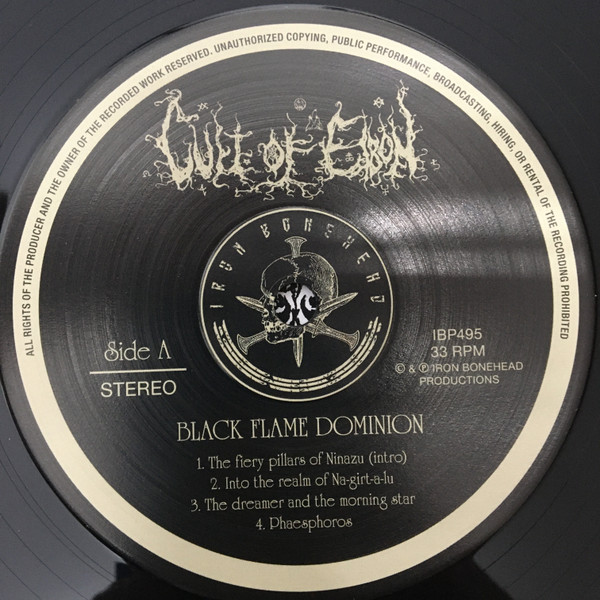 ALL RIGHTS OF THE PRODUCER AND THE OWNER OF THE RECORDED WORK RESERVED. UNAUTHORIZED COPYING, PUBLIC PERFORMANCE, BROADCASTING, HIRING, OR RENTAL OF THE RECORDING PROHIBITED
CULT OF EIBON
IRON BONEHEAD
Side A
STEREO
IBP495
33 RPM
© & ℗ IRON BONEHEAD
PRODUCTIONS
BLACK FLAME DOMINION
1. The fiery pillars of Ninazu (intro)
2. Into the realm of Na-girt-a-lu
3. The dreamer and the morning star
4. Phaesphoros